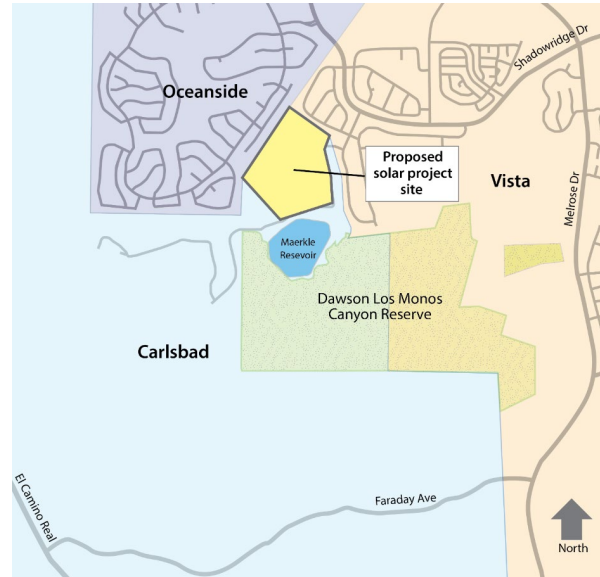 Shadowridge Dr
Oceanside
Proposed
solar project
site
Vista
Melrose Dr
Maerkle
Resevoir
Dawson Los Monos
Canyon Reserve
Carlsbad
El Camino Real
Faraday Ave
North